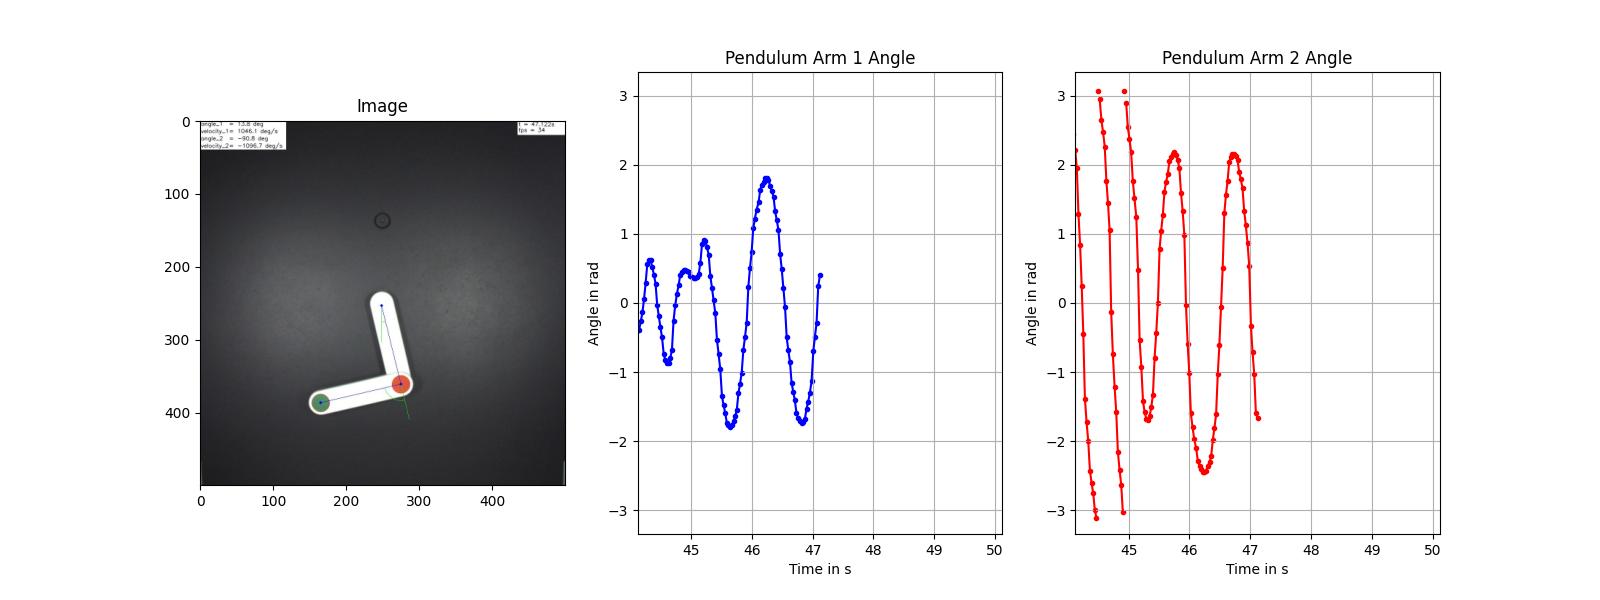 Image
angle_1 = 13.8 deg
velocity_1= 1046.1 deg/s
angle_2 = -90.8 deg
velocity_2= -1096.7 deg/s
t = 47.122s
fps = 34
0
100
200
300
400
0 100 200 300 400
Pendulum Arm 1 Angle
Angle in rad
3
2
1
0
−1
−2
−3
45 46 47 48 49 50
Time in s
Pendulum Arm 2 Angle
Angle in rad
3
2
1
0
−1
−2
−3
45 46 47 48 49 50
Time in s